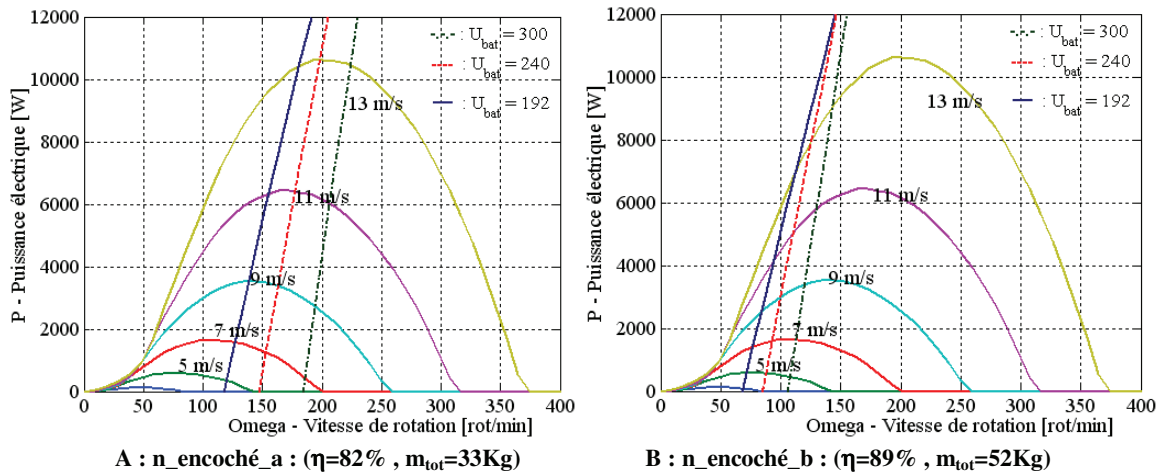 12000
10000
8000
6000
4000
2000
0
P - Puissance électrique [W]
: U_bat = 300
: U_bat = 240
: U_bat = 192
13 m/s
11 m/s
9 m/s
7 m/s
5 m/s
0 50 100 150 200 250 300 350 400
Omega - Vitesse de rotation [rot/min]
A : n_encoché_a : (η=82% , m_tot=33Kg)
12000
10000
8000
6000
4000
2000
0
P - Puissance électrique [W]
: U_bat = 300
: U_bat = 240
: U_bat = 192
13 m/s
11 m/s
9 m/s
7 m/s
5 m/s
0 50 100 150 200 250 300 350 400
Omega - Vitesse de rotation [rot/min]
B : n_encoché_b : (η=89% , m_tot=52Kg)